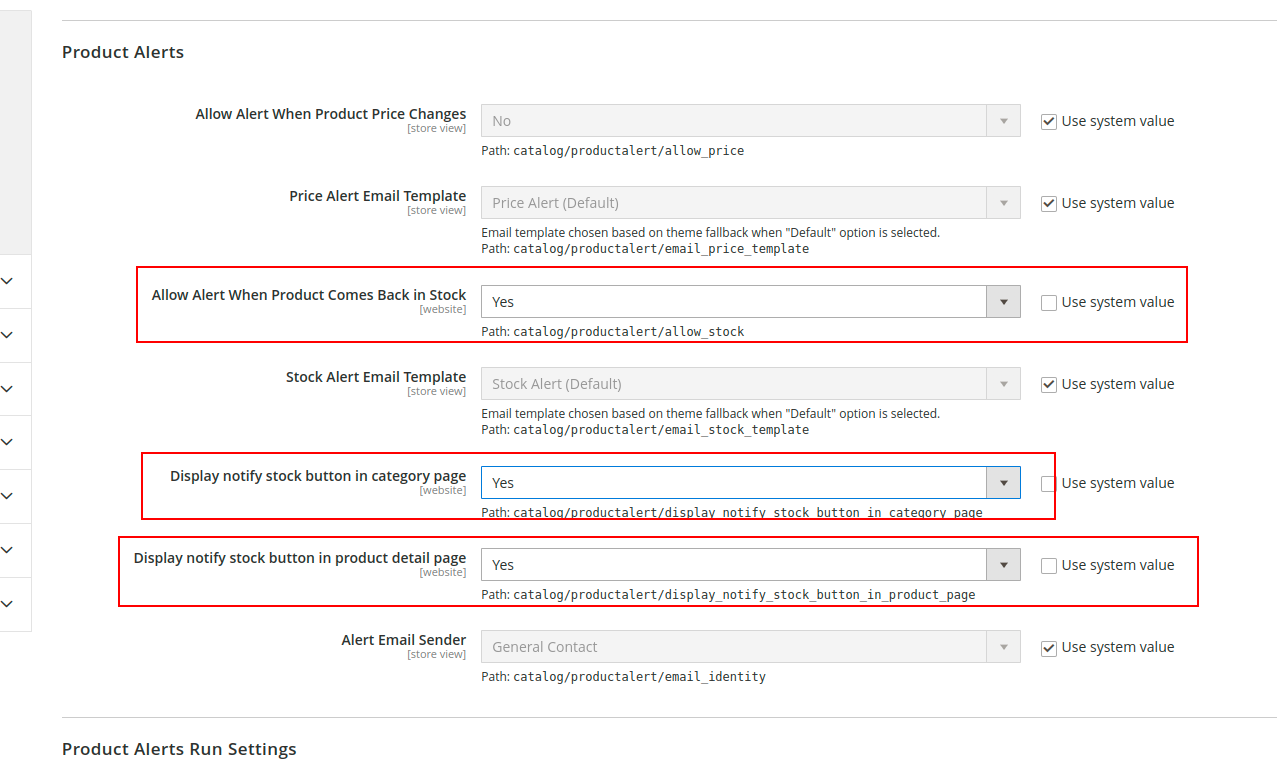 Product Alerts
Allow Alert When Product Price Changes
[store view]
No
Use system value
Path: catalog/productalert/allow_price
Price Alert Email Template
[store view]
Price Alert (Default)
Use system value
Email template chosen based on theme fallback when "Default" option is selected.
Path: catalog/productalert/email_price_template
Allow Alert When Product Comes Back in Stock
[website]
Yes
Use system value
Path: catalog/productalert/allow_stock
Stock Alert Email Template
[store view]
Stock Alert (Default)
Use system value
Email template chosen based on theme fallback when "Default" option is selected.
Path: catalog/productalert/email_stock_template
Display notify stock button in category page
[website]
Yes
Use system value
Path: catalog/productalert/display_notify_stock_button_in_category_page
Display notify stock button in product detail page
[website]
Yes
Use system value
Path: catalog/productalert/display_notify_stock_button_in_product_page
Alert Email Sender
[store view]
General Contact
Use system value
Path: catalog/productalert/email_identity
Product Alerts Run Settings